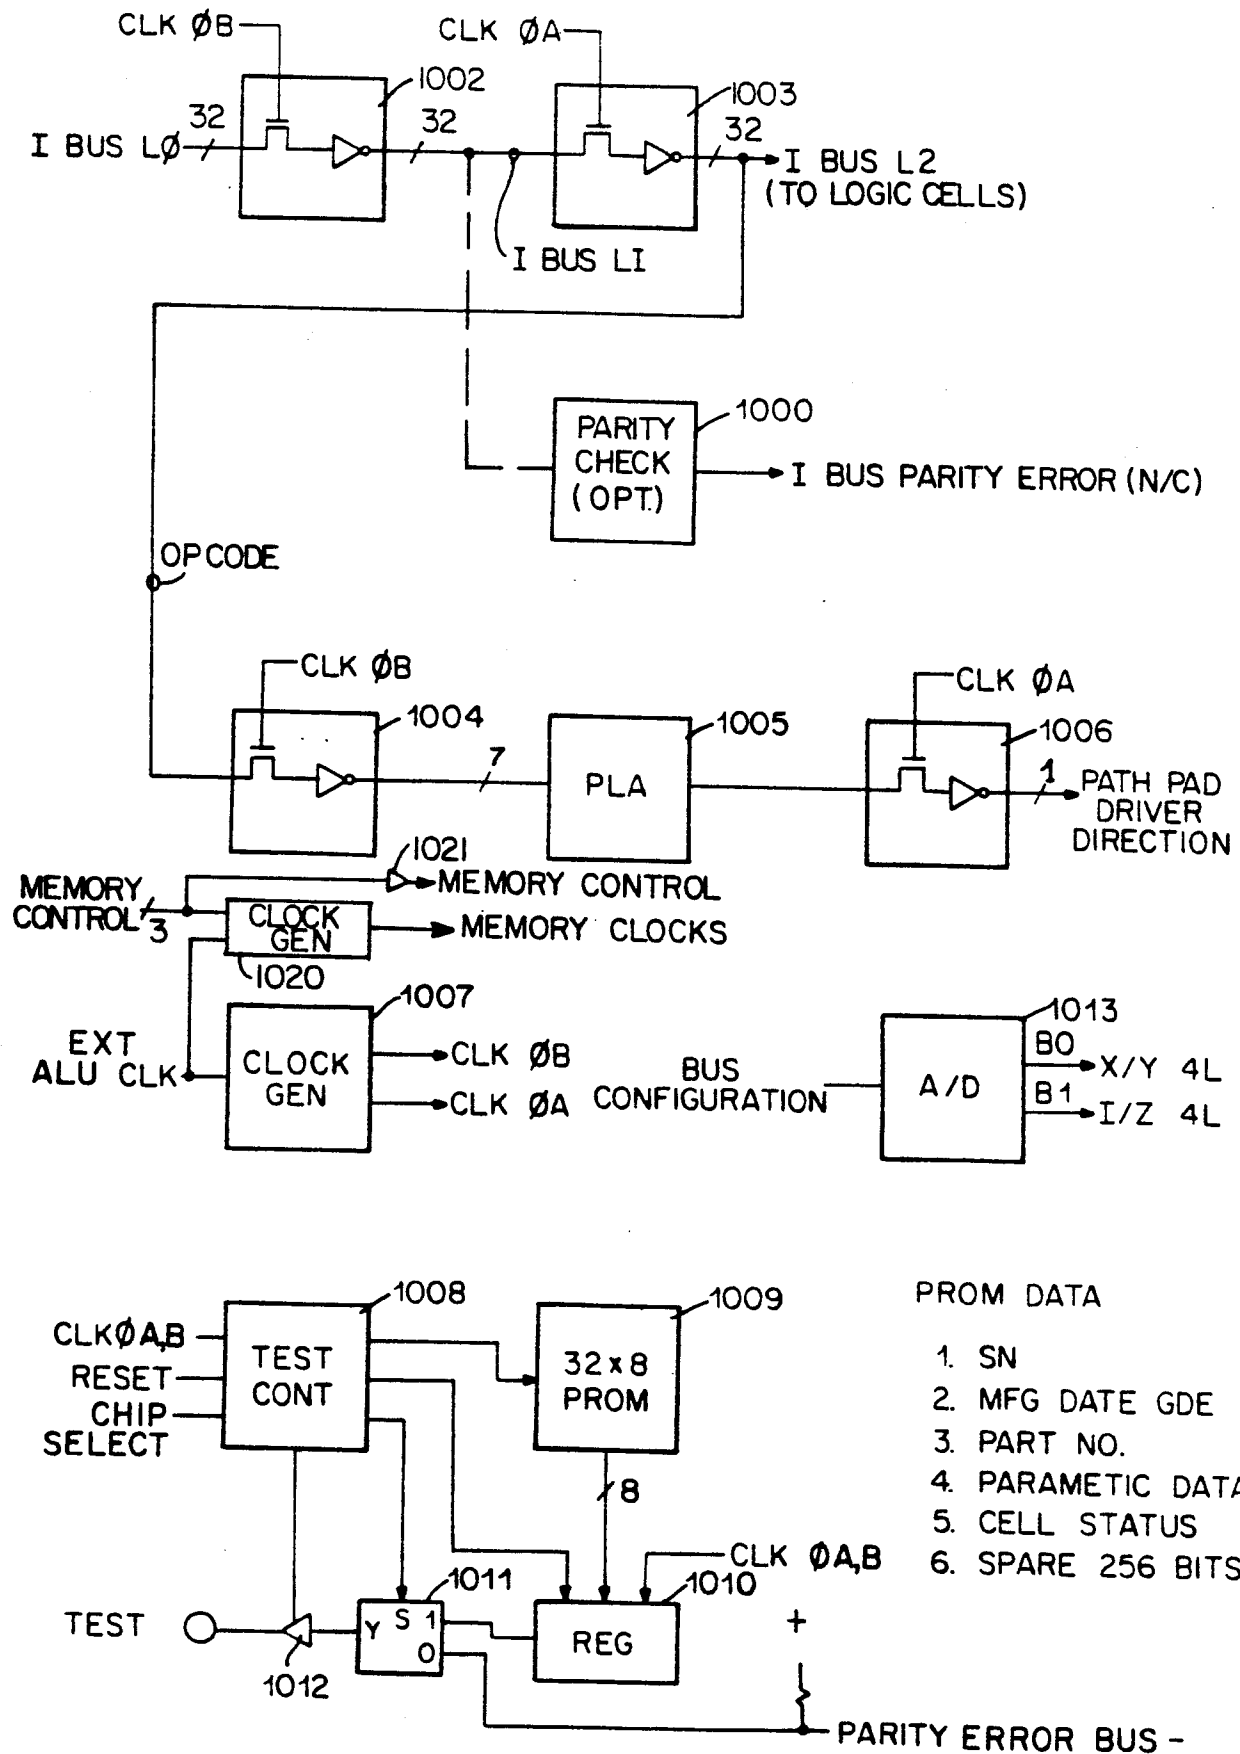 CLK ØB
CLK ØA
1002
1003
32
32
32
I BUS LØ
I BUS L2
(TO LOGIC CELLS)
I BUS LI
1000
PARITY
CHECK
(OPT.)
I BUS PARITY ERROR (N/C)
OPCODE
CLK ØB
CLK ØA
1004
1005
1006
7
PLA
1
PATH PAD
DRIVER
DIRECTION
1021
MEMORY CONTROL
MEMORY
CONTROL
3
CLOCK
GEN
MEMORY CLOCKS
1020
1007
1013
EXT
ALU CLK
CLOCK
GEN
CLK ØB
CLK ØA
BUS
CONFIGURATION
A/D
B0
X/Y 4L
B1
I/Z 4L
1008
1009
PROM DATA
CLKØA,B
RESET
CHIP
SELECT
TEST
CONT
32x8
PROM
1. SN
2. MFG DATE GDE
3. PART NO.
4. PARAMETIC DATA
5. CELL STATUS
6. SPARE 256 BITS
8
CLK ØA,B
1011
1010
TEST
Y
S
1
0
REG
+
1012
PARITY ERROR BUS -